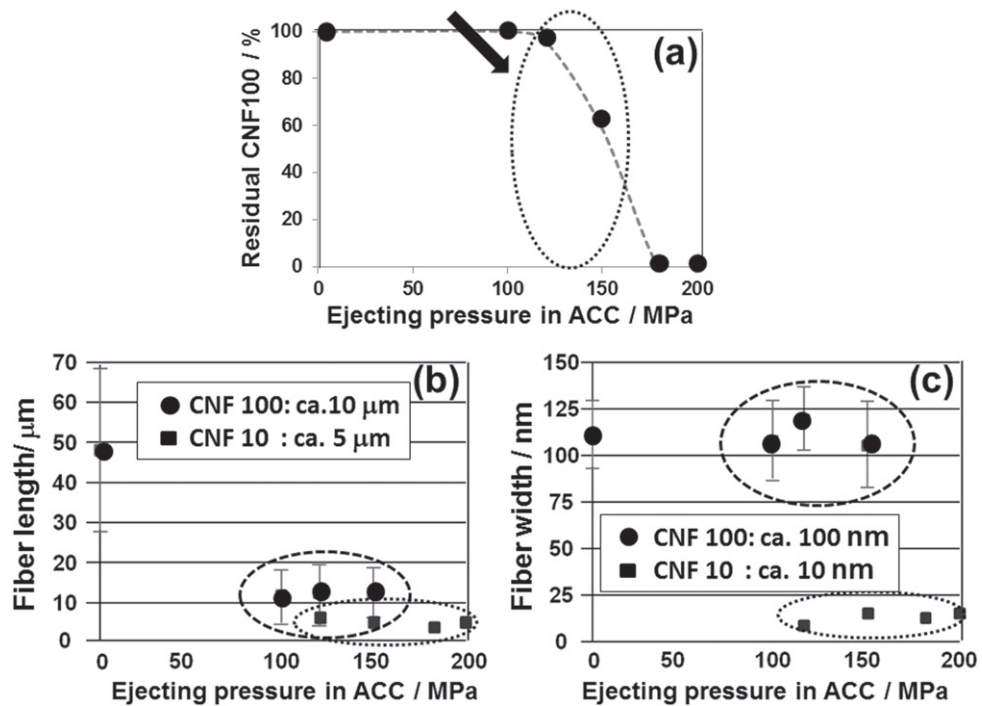 (a)
Residual CNF100 / %
100
80
60
40
20
0
0 50 100 150 200
Ejecting pressure in ACC / MPa
(b)
Fiber length/ μm
70
60
50
40
30
20
10
0
CNF 100: ca.10 μm
CNF 10 : ca. 5 μm
0 50 100 150 200
Ejecting pressure in ACC / MPa
(c)
Fiber width / nm
150
125
100
75
50
25
0
CNF 100: ca. 100 nm
CNF 10 : ca. 10 nm
0 50 100 150 200
Ejecting pressure in ACC / MPa